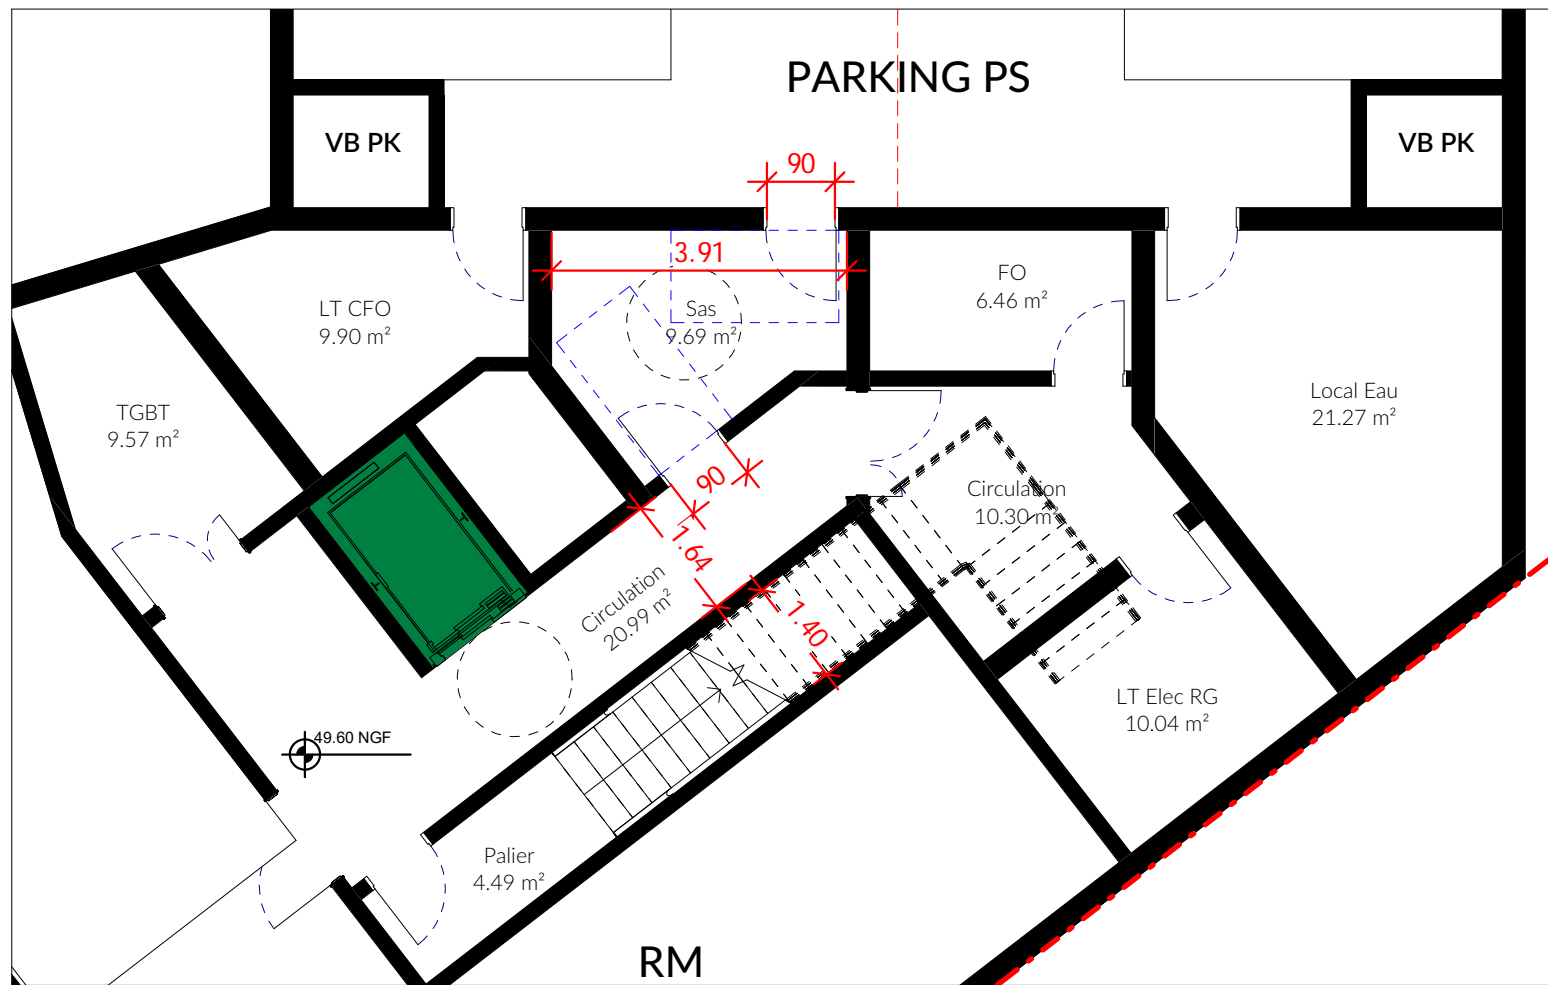 PARKING PS
VB PK
VB PK
90
3.91
FO
6.46 m²
LT CFO
9.90 m²
Sas
9.69 m²
Local Eau
21.27 m²
TGBT
9.57 m²
90
Circulation
10.30 m²
1.64
Circulation
20.99 m²
1.40
LT Elec RG
10.04 m²
49.60 NGF
Palier
4.49 m²
RM